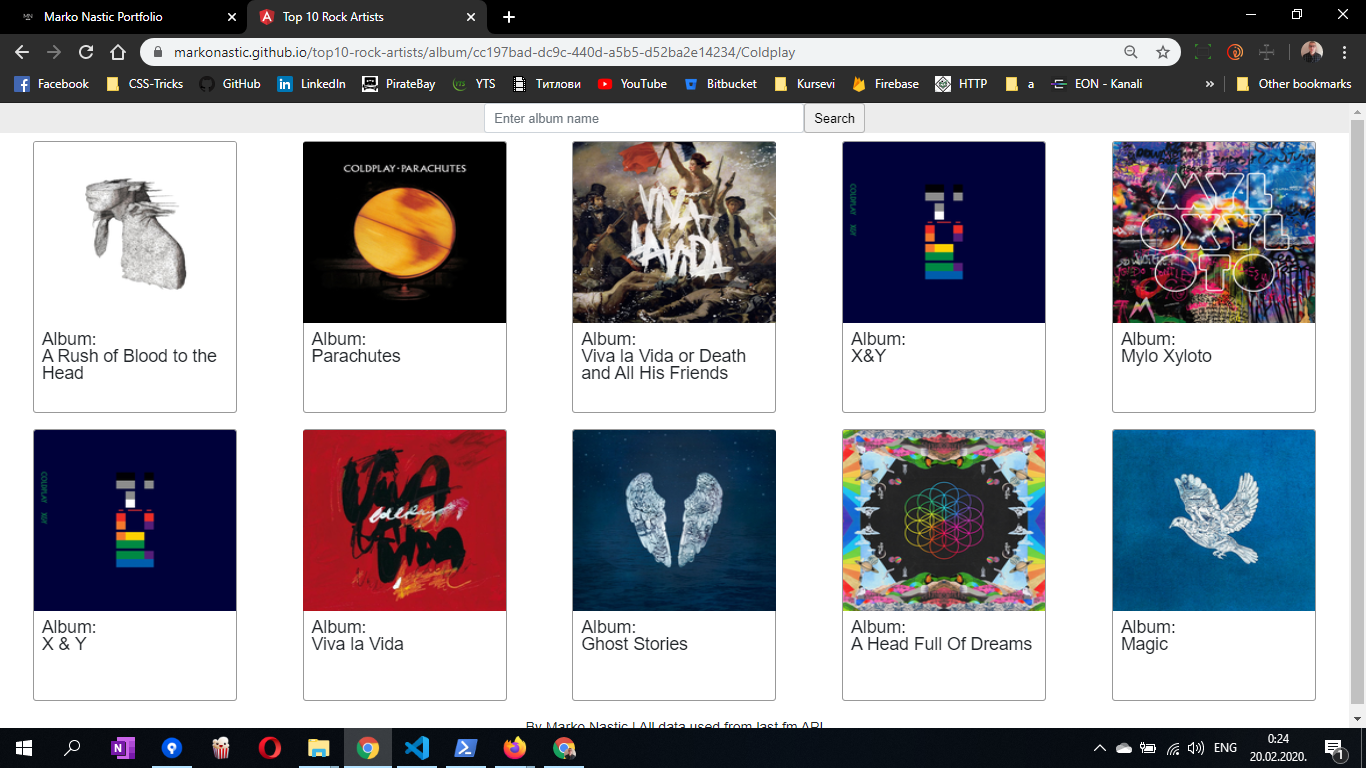 Marko Nastic Portfolio
Top 10 Rock Artists
markonastic.github.io/top10-rock-artists/album/cc197bad-dc9c-440d-a5b5-d52ba2e14234/Coldplay
Facebook
CSS-Tricks
GitHub
LinkedIn
PirateBay
YTS
Титлови
YouTube
Bitbucket
Kursevi
Firebase
HTTP
a
EON - Kanali
»
Other bookmarks
Enter album name
Search
COLDPLAY · PARACHUTES
VIVA
LA VIDA
COLDPLAY X&Y
MYL
OXYL
OTO
Album:
A Rush of Blood to the
Head
Album:
Parachutes
Album:
Viva la Vida or Death
and All His Friends
Album:
X&Y
Album:
Mylo Xyloto
COLDPLAY X&Y
VIVA
Coldplay
la Vida
Album:
X & Y
Album:
Viva la Vida
Album:
Ghost Stories
Album:
A Head Full Of Dreams
Album:
Magic
By Marko Nastic | All data used from last.fm API
ENG
0:24
20.02.2020.
1